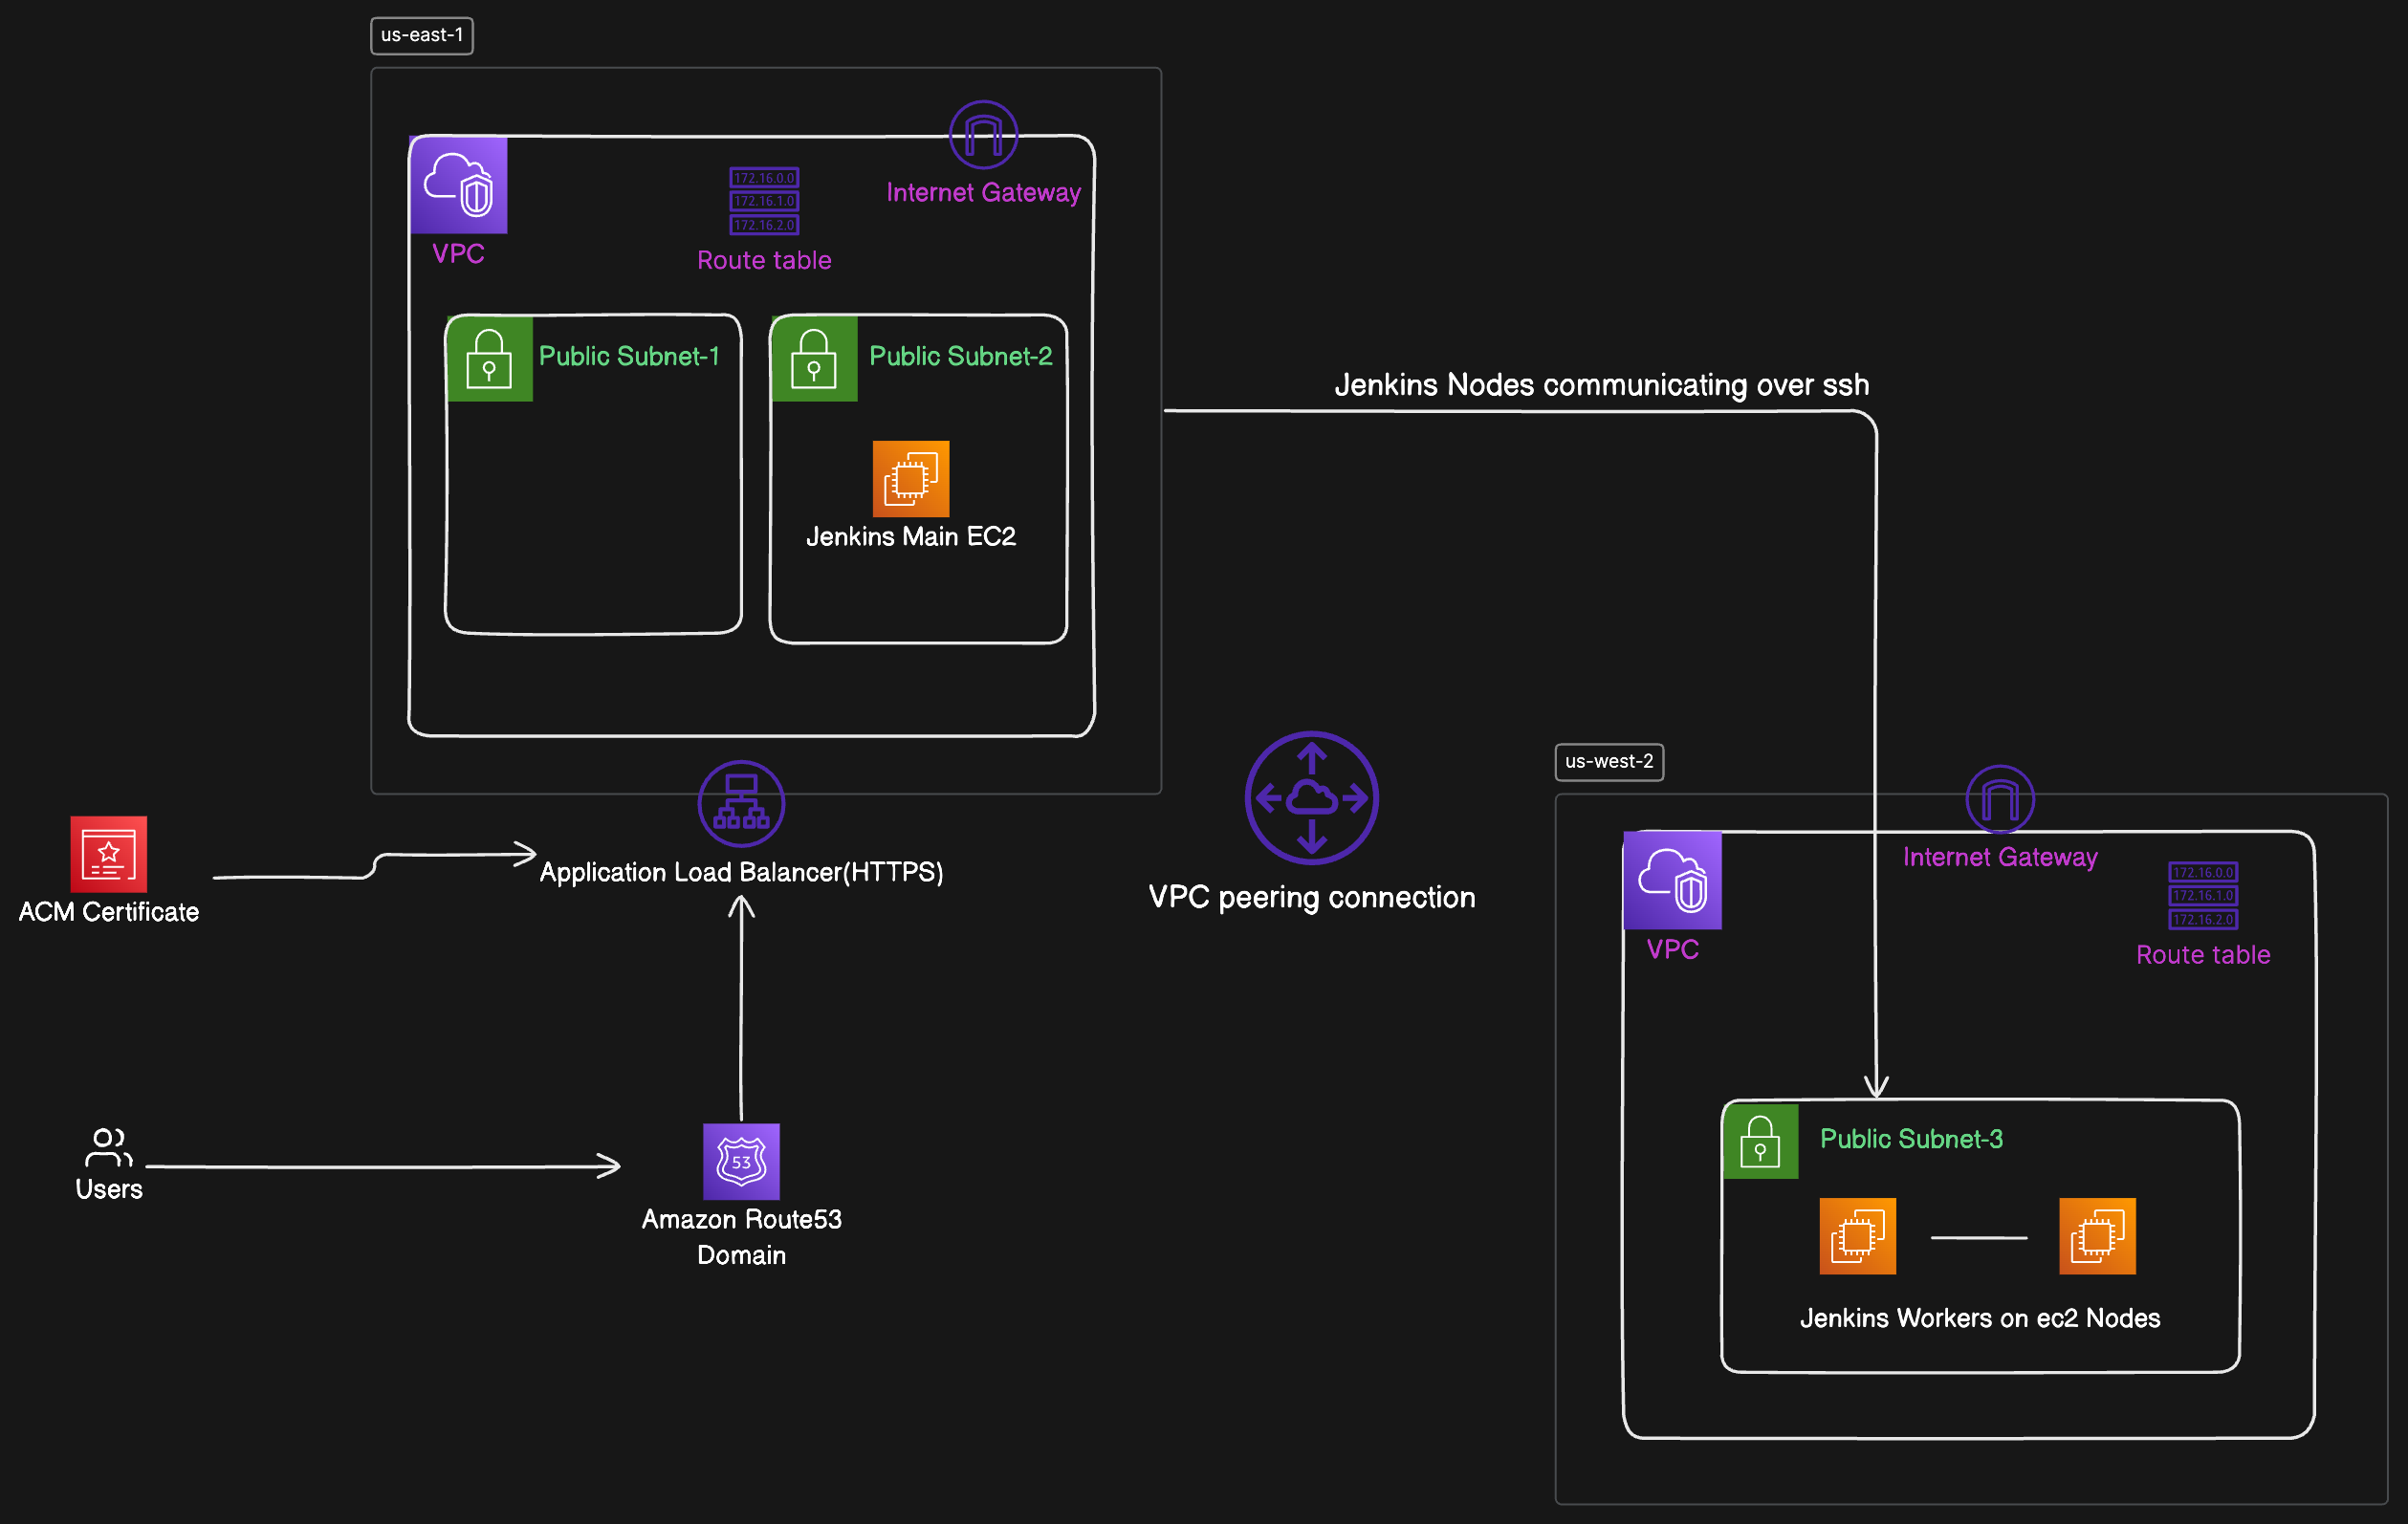 us-east-1
172.16.0.0
172.16.1.0
172.16.2.0
Internet Gateway
VPC
Route table
Public Subnet-1
Public Subnet-2
Jenkins Main EC2
Jenkins Nodes communicating over ssh
us-west-2
Application Load Balancer(HTTPS)
ACM Certificate
VPC peering connection
Internet Gateway
172.16.0.0
172.16.1.0
172.16.2.0
VPC
Route table
Public Subnet-3
53
Users
Amazon Route53
Domain
Jenkins Workers on ec2 Nodes